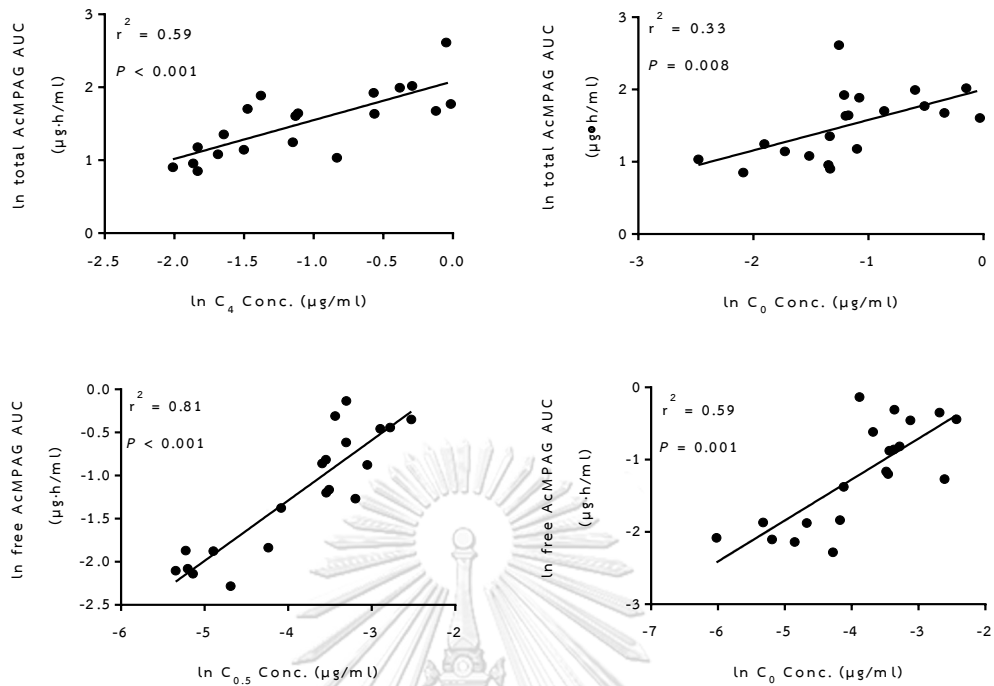 ln total AcMPAG AUC
(µg·h/ml)
r2 = 0.59
P < 0.001
3
2
1
0
-2.5 -2.0 -1.5 -1.0 -0.5 0.0
ln C4 Conc. (µg/ml)
ln total AcMPAG AUC
(µg•h/ml)
r2 = 0.33
P = 0.008
3
2
1
0
-3 -2 -1 0
ln C0 Conc. (µg/ml)
ln free AcMPAG AUC
(µg·h/ml)
r2 = 0.81
P < 0.001
0.0
-0.5
-1.0
-1.5
-2.0
-2.5
-6 -5 -4 -3 -2
ln C0.5 Conc. (µg/ml)
ln free AcMPAG AUC
(µg·h/ml)
r2 = 0.59
P = 0.001
0
-1
-2
-3
-7 -6 -5 -4 -3 -2
ln C0 Conc. (µg/ml)